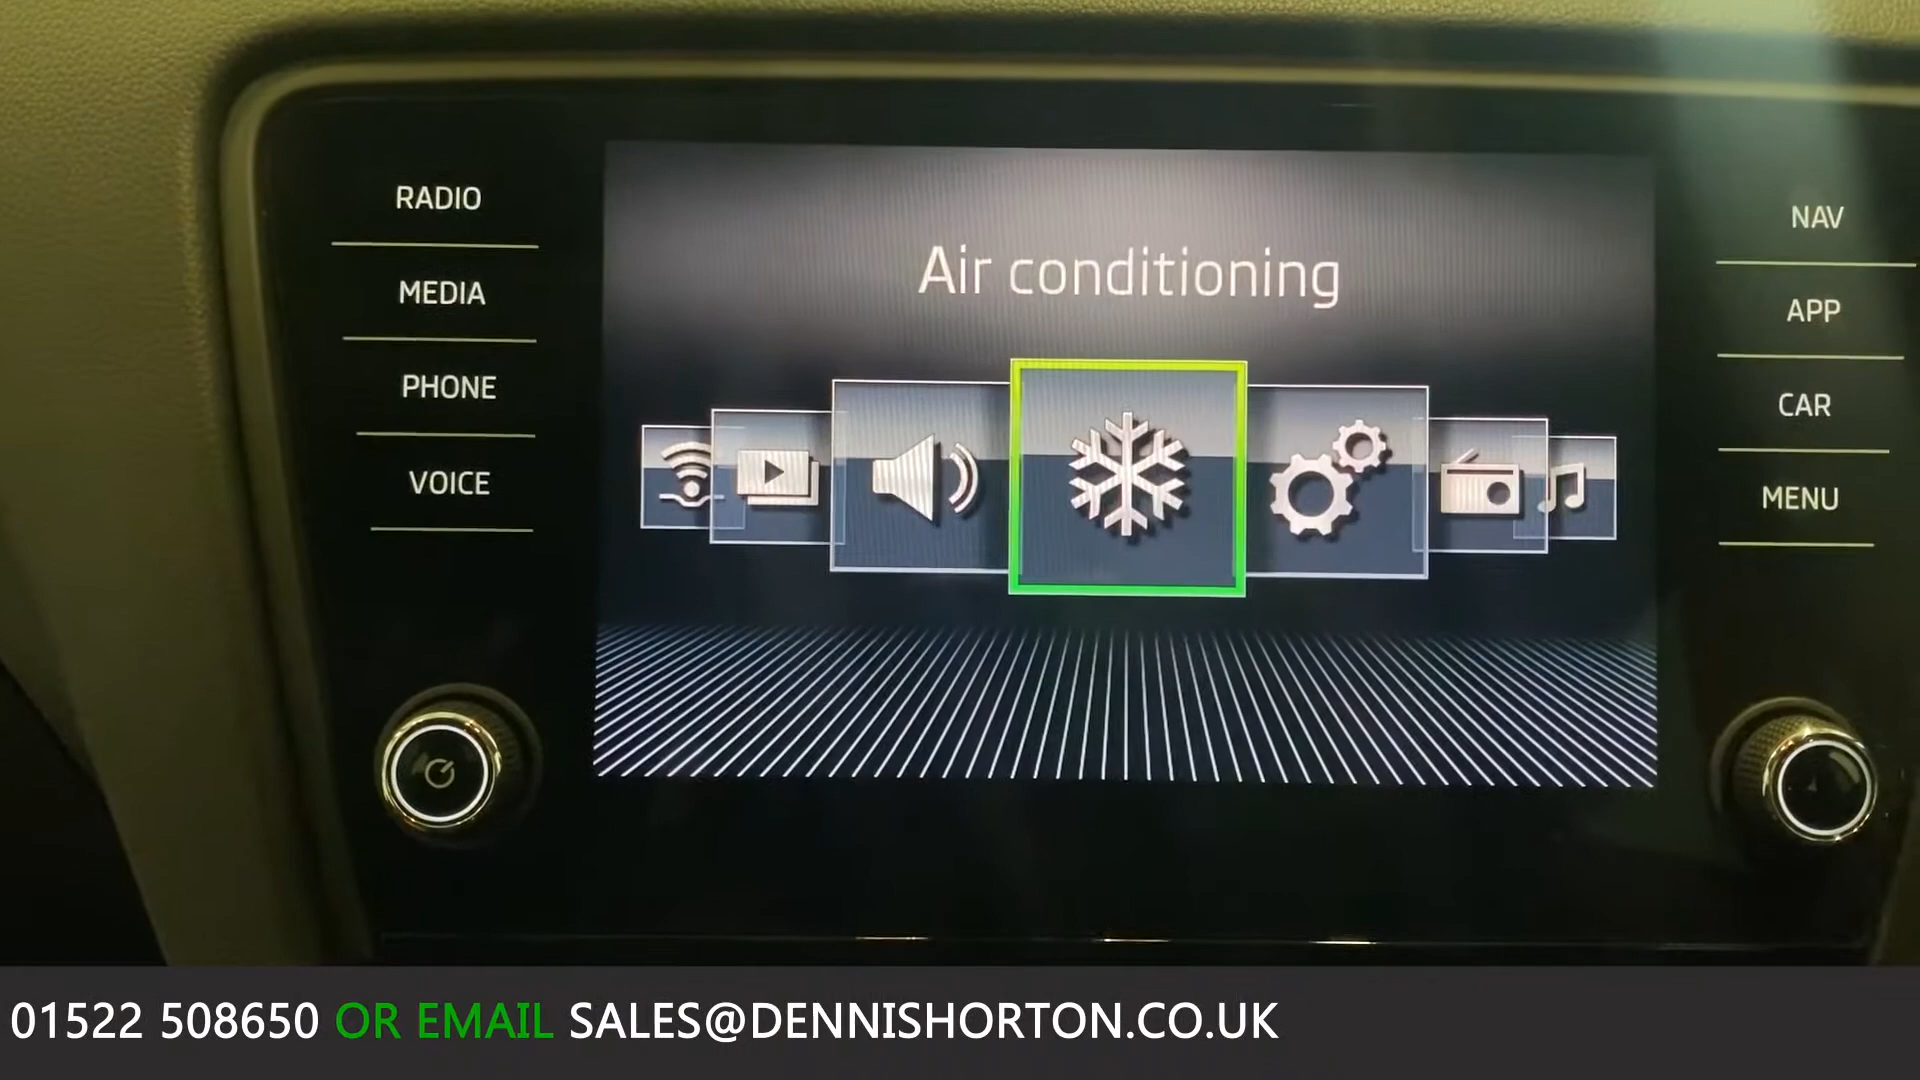 RADIO
MEDIA
PHONE
VOICE
Air conditioning
NAV
APP
CAR
MENU
01522 508650 OR EMAIL SALES@DENNISHORTON.CO.UK